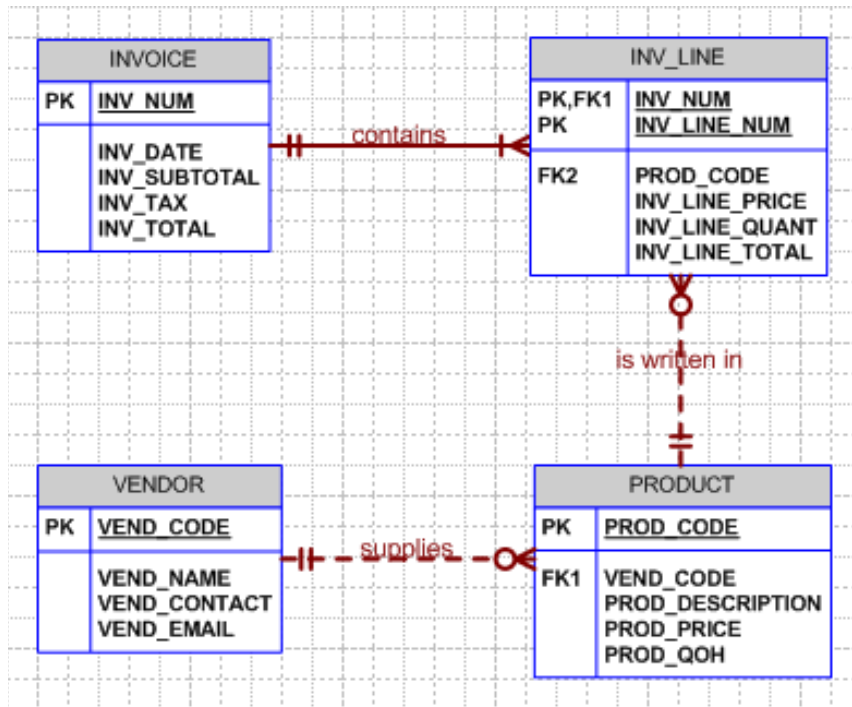 INVOICE
PK INV_NUM
INV_DATE
INV_SUBTOTAL
INV_TAX
INV_TOTAL
contains
INV_LINE
PK,FK1 INV_NUM
PK INV_LINE_NUM
FK2 PROD_CODE
INV_LINE_PRICE
INV_LINE_QUANT
INV_LINE_TOTAL
is written in
VENDOR
PK VEND_CODE
VEND_NAME
VEND_CONTACT
VEND_EMAIL
supplies
PRODUCT
PK PROD_CODE
FK1 VEND_CODE
PROD_DESCRIPTION
PROD_PRICE
PROD_QOH